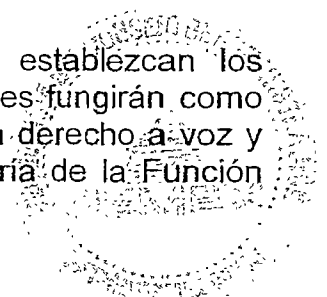 establezcan los
es fungirán como
derecho a voz y
ría de la Función